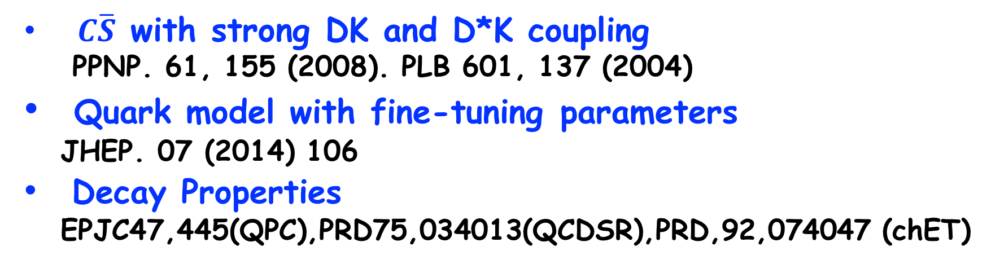 • CS̅ with strong DK and D*K coupling
PPNP. 61, 155 (2008). PLB 601, 137 (2004)
• Quark model with fine-tuning parameters
JHEP. 07 (2014) 106
• Decay Properties
EPJC47,445(QPC),PRD75,034013(QCDSR),PRD,92,074047 (chET)